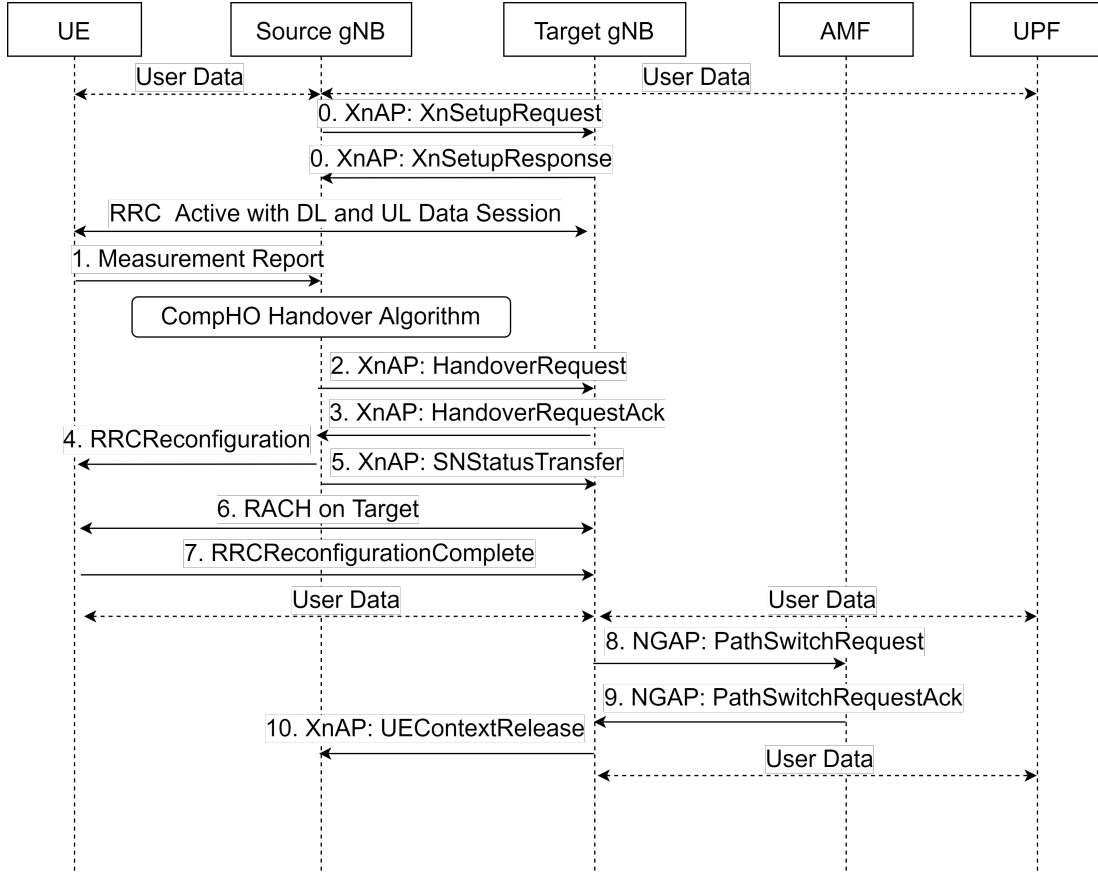 UE
Source gNB
Target gNB
AMF
UPF
User Data
User Data
0. XnAP: XnSetupRequest
0. XnAP: XnSetupResponse
RRC Active with DL and UL Data Session
1. Measurement Report
CompHO Handover Algorithm
2. XnAP: HandoverRequest
3. XnAP: HandoverRequestAck
4. RRCReconfiguration
5. XnAP: SNStatusTransfer
6. RACH on Target
7. RRCReconfigurationComplete
User Data
User Data
8. NGAP: PathSwitchRequest
9. NGAP: PathSwitchRequestAck
10. XnAP: UEContextRelease
User Data